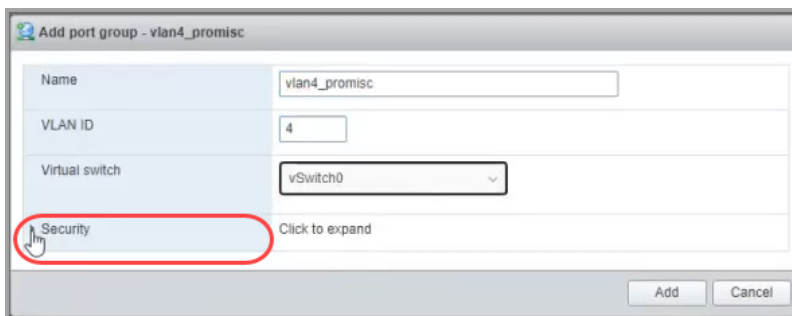 Add port group - vlan4_promisc
Name vlan4_promisc
VLAN ID 4
Virtual switch vSwitch0
Security Click to expand
Add Cancel